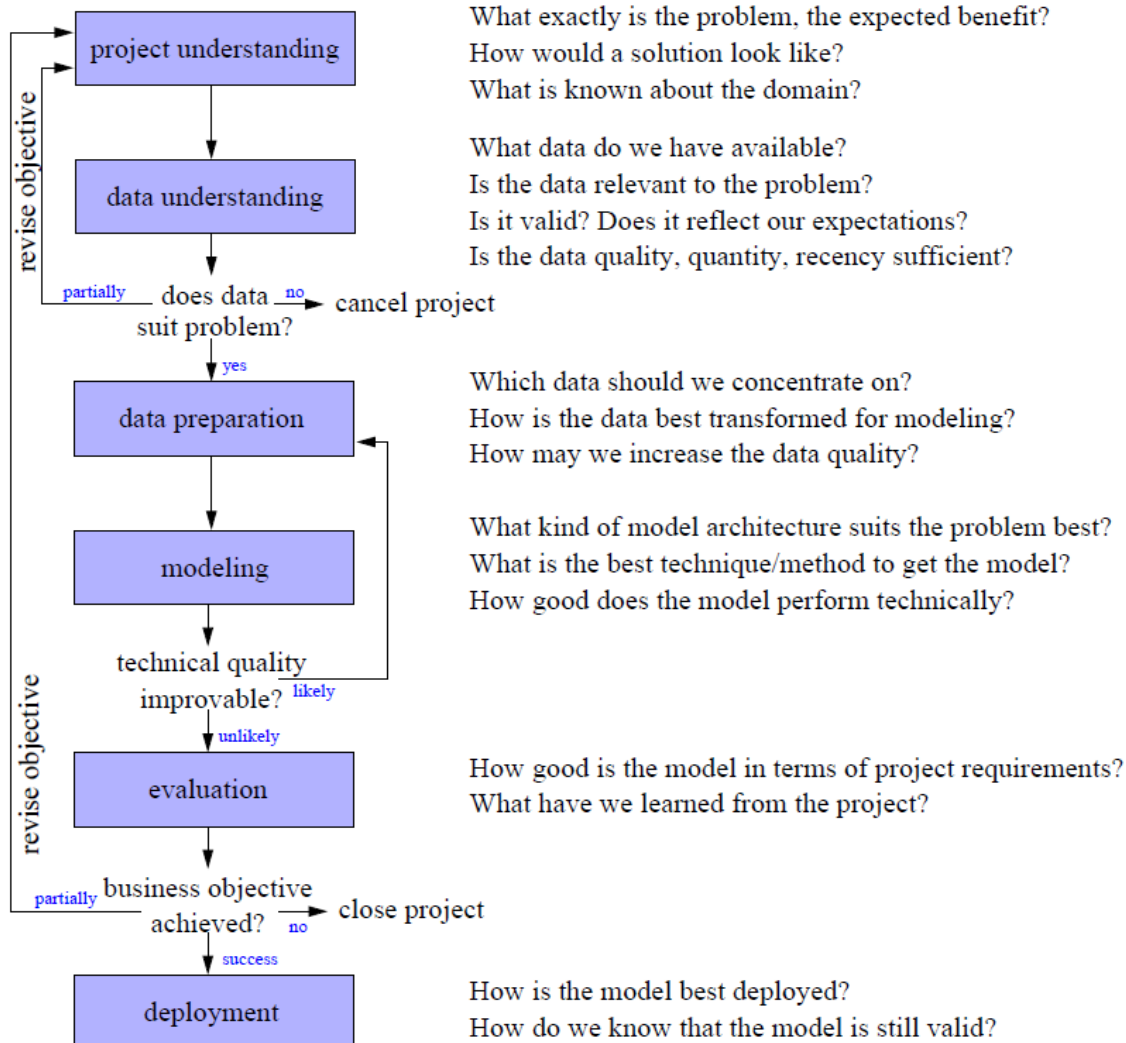 project understanding
What exactly is the problem, the expected benefit?
How would a solution look like?
What is known about the domain?
revise objective
data understanding
What data do we have available?
Is the data relevant to the problem?
Is it valid? Does it reflect our expectations?
Is the data quality, quantity, recency sufficient?
partially
does data
suit problem?
no
cancel project
yes
data preparation
Which data should we concentrate on?
How is the data best transformed for modeling?
How may we increase the data quality?
modeling
What kind of model architecture suits the problem best?
What is the best technique/method to get the model?
How good does the model perform technically?
technical quality
improvable?
likely
unlikely
revise objective
evaluation
How good is the model in terms of project requirements?
What have we learned from the project?
partially
business objective
achieved?
no
close project
success
deployment
How is the model best deployed?
How do we know that the model is still valid?